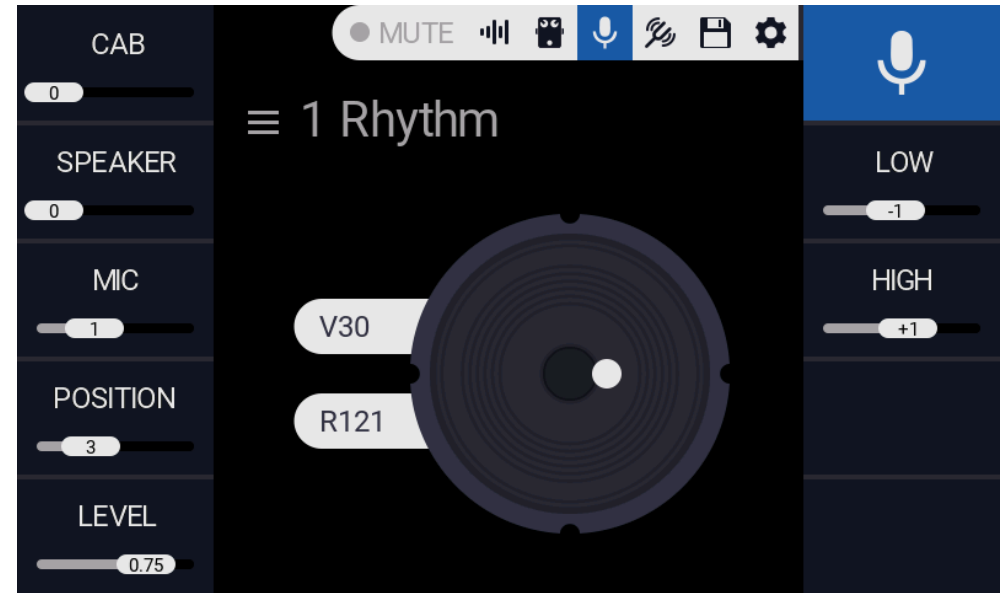 CAB
0
SPEAKER
0
MIC
1
POSITION
3
LEVEL
0.75
MUTE
1 Rhythm
V30
R121
LOW
-1
HIGH
+1